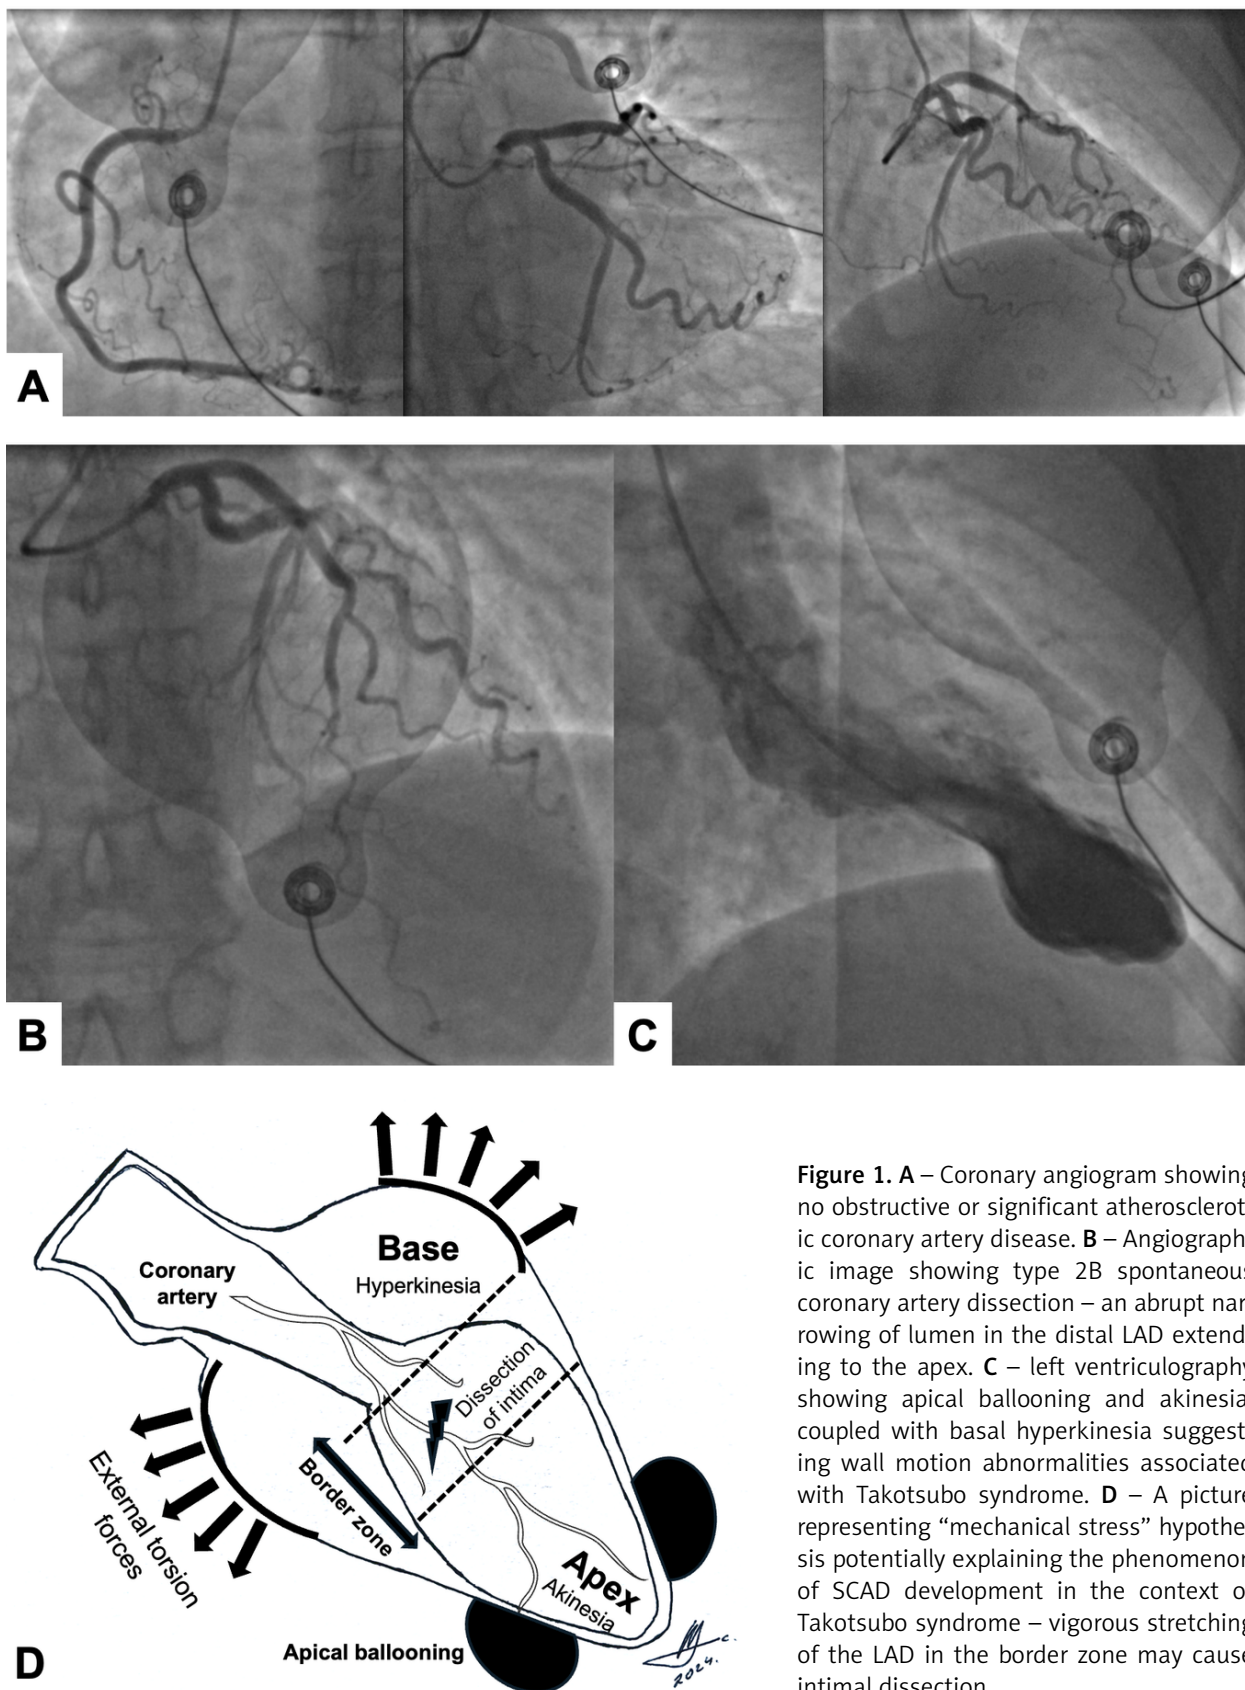 A
B
C
Base
Hyperkinesia
Coronary
artery
Dissection
of intima
Border zone
External torsion
forces
Apex
Akinesia
Apical ballooning
2024.
D
Figure 1. A – Coronary angiogram showing
no obstructive or significant atherosclerot
ic coronary artery disease. B – Angiograph
ic image showing type 2B spontaneous
coronary artery dissection – an abrupt nar
rowing of lumen in the distal LAD extend
ing to the apex. C – left ventriculography
showing apical ballooning and akinesia
coupled with basal hyperkinesia suggest
ing wall motion abnormalities associated
with Takotsubo syndrome. D – A picture
representing “mechanical stress” hypothe
sis potentially explaining the phenomenon
of SCAD development in the context o
Takotsubo syndrome – vigorous stretching
of the LAD in the border zone may cause
intimal dissection